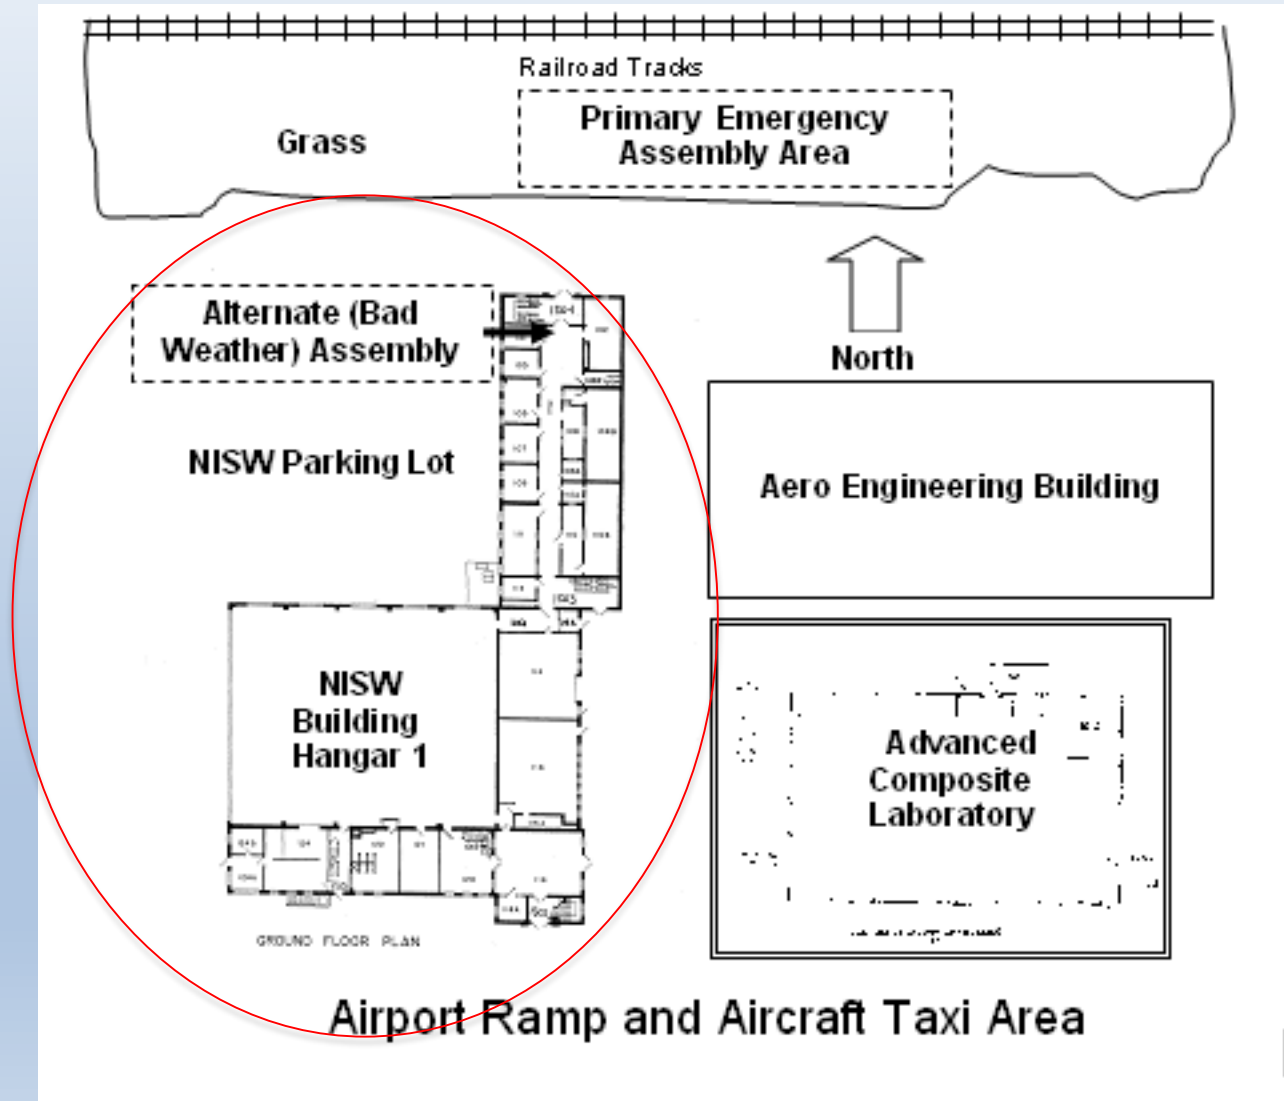 Railroad Tracks
Primary Emergency
Assembly Area
Grass
Alternate (Bad
Weather) Assembly
North
NISW Parking Lot
Aero Engineering Building
NISW
Building
Hangar 1
Advanced
Composite
Laboratory
GROUND FLOOR PLAN
Airport Ramp and Aircraft Taxi Area